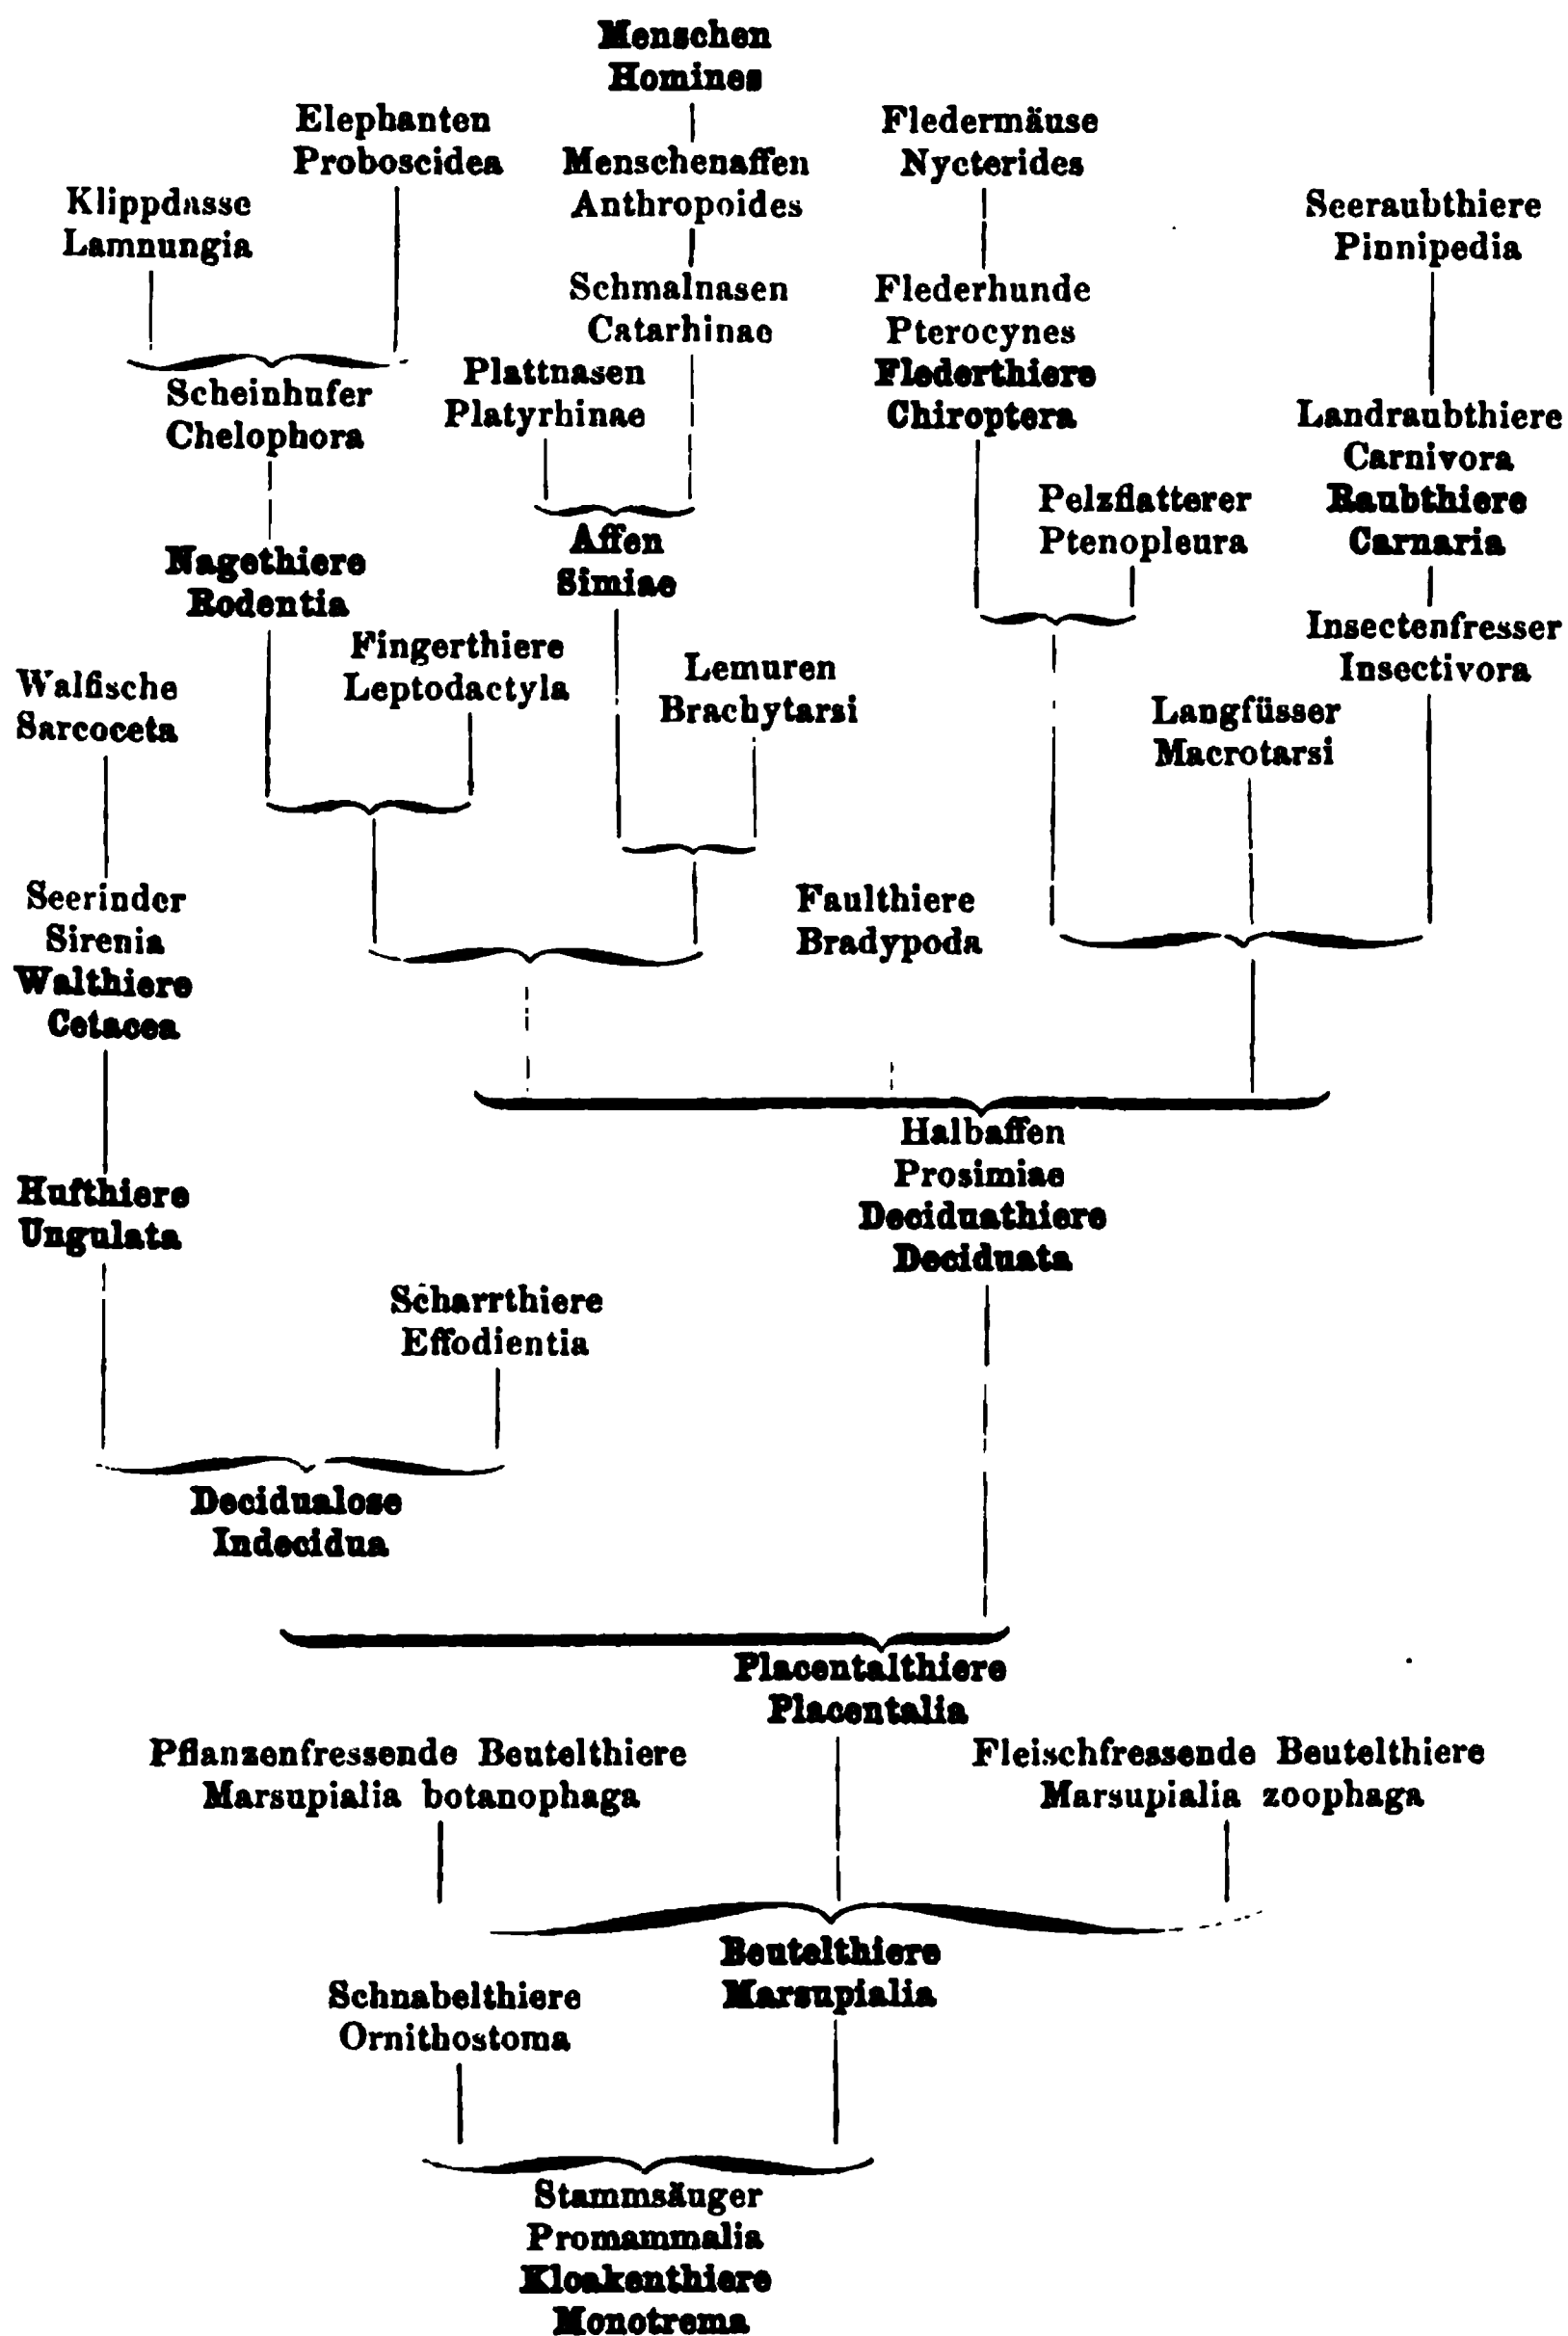 Menschen
Homines
Elephanten
Proboscidea
Menschenaffen
Anthropoides
Fledermäuse
Nycterides
Klippdasse
Lamnungia
Seeraubthiere
Pinnipedia
Schmalnasen
Catarhinae
Flederhunde
Pterocynes
Flederthiere
Chiroptera
Scheinhufer
Chelophora
Plattnasen
Platyrhinae
Landraubthiere
Carnivora
Raubthiere
Carnaria
Pelzflatterer
Ptenopleura
Affen
Simiae
Nagethiere
Rodentia
Insectenfresser
Insectivora
Fingerthiere
Leptodactyla
Lemuren
Brachytarsi
Walfische
Sarcoceta
Langfüsser
Macrotarsi
Seerinder
Sirenia
Walthiere
Cetacea
Faulthiere
Bradypoda
Halbaffen
Prosimiae
Deciduathiere
Deciduata
Hufthiere
Ungulata
Scharrthiere
Effodientia
Decidualose
Indecidua
Placentalthiere
Placentalia
Pflanzenfressende Beutelthiere
Marsupialia botanophaga
Fleischfressende Beutelthiere
Marsupialia zoophaga
Beutelthiere
Marsupialia
Schnabelthiere
Ornithostoma
Stammsäuger
Promammalia
Kloakenthiere
Monotrema